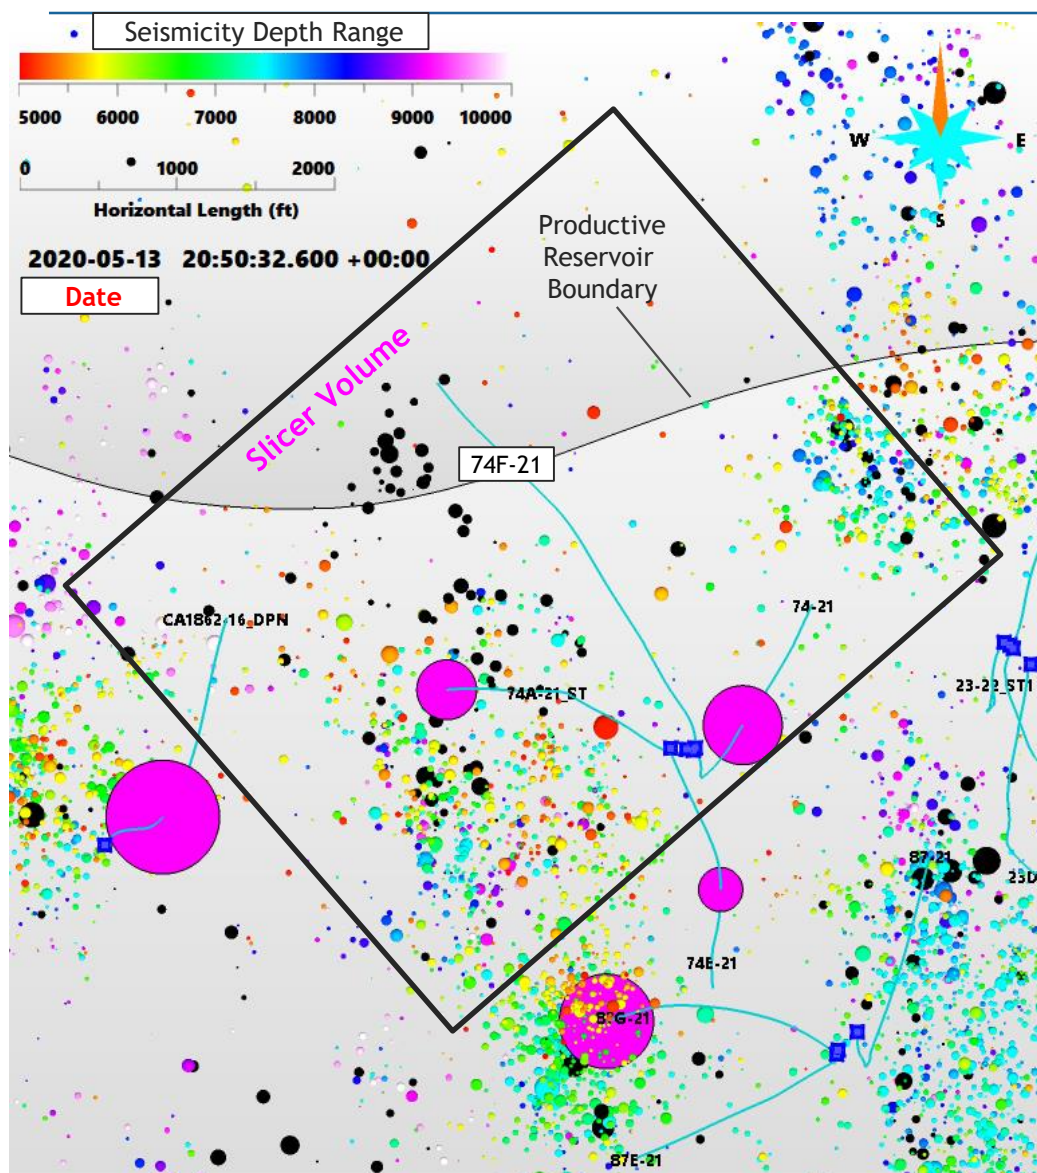 Seismicity Depth Range
5000 6000 7000 8000 9000 10000
0 1000 2000
Horizontal Length (ft)
2020-05-13 20:50:32.600 +00:00
Date
W E
S
Productive
Reservoir
Boundary
Slicer Volume
74F-21
CA1862-16_DPN
74-21
74A-21_ST
23-22_ST1
87-21
23D
74E-21
87E-21